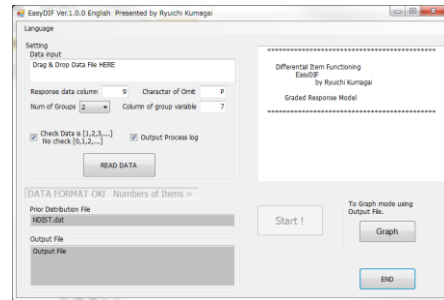 EasyDIF Ver.1.0.0 English Presented by Ryuichi Kumagai
Language
Setting
Data input
Drag & Drop Data File HERE
Response data column 9 Character of Omit P
Num of Groups 2 Column of group variable 7
Check Data is [1,2,3,...]
No check [0,1,2,...]
Output Process log
READ DATA
DATA FORMAT OK! Numbers of Items =
Prior Distribution File
NDIST.dat
Output File
Output File
********************************************
Differential Item Functioning
EasyDIF
by Ryuichi Kumagai
Graded Response Model
********************************************
Start !
To Graph mode using
Output File.
Graph
END